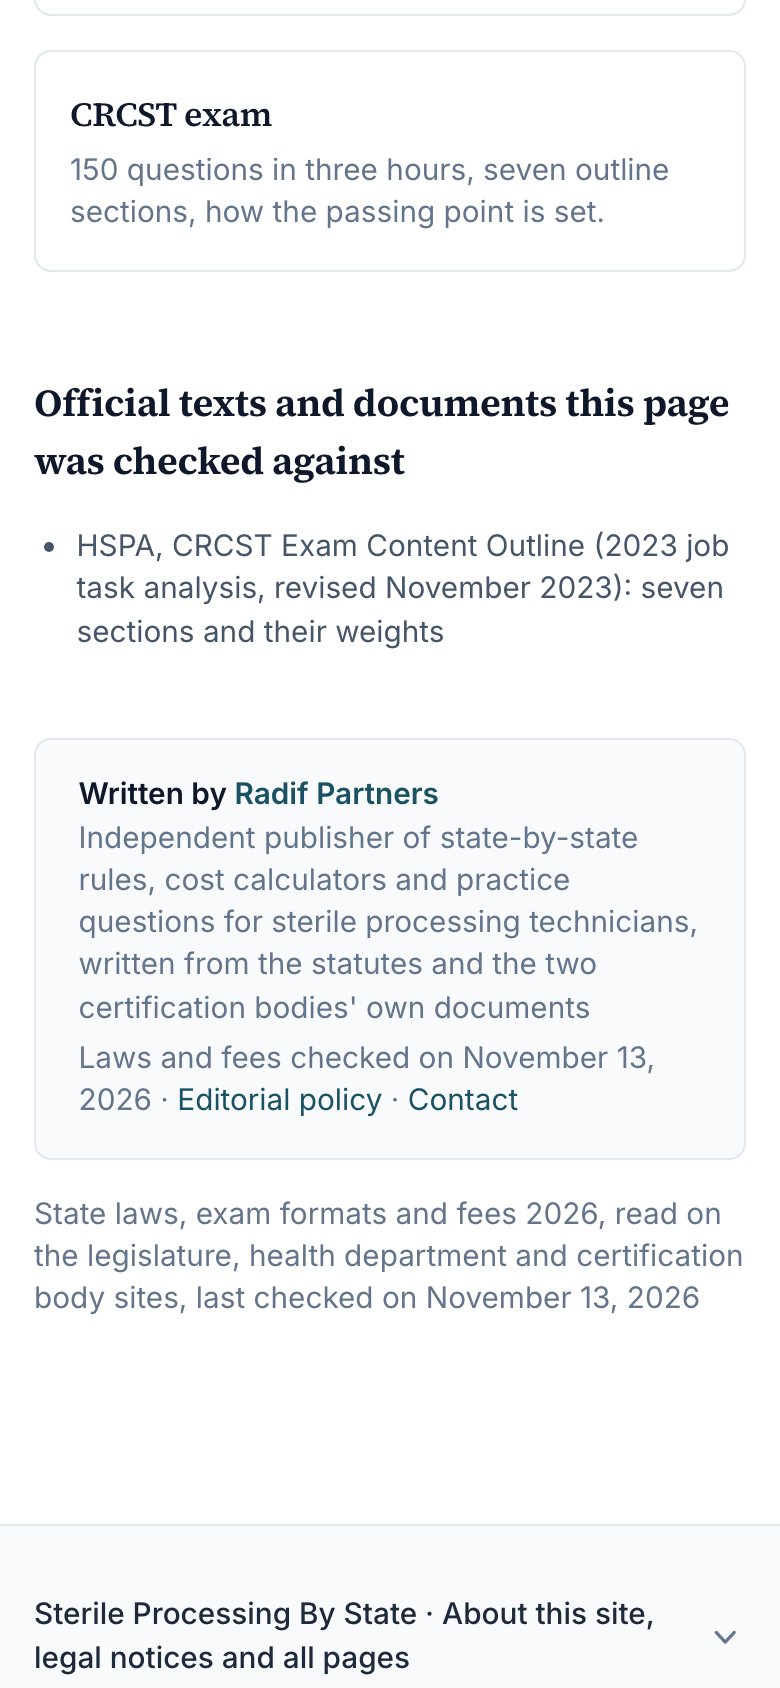 CRCST exam
150 questions in three hours, seven outline
sections, how the passing point is set.
Official texts and documents this page
was checked against
• HSPA, CRCST Exam Content Outline (2023 job
task analysis, revised November 2023): seven
sections and their weights
Written by Radif Partners
Independent publisher of state-by-state
rules, cost calculators and practice
questions for sterile processing technicians,
written from the statutes and the two
certification bodies' own documents
Laws and fees checked on November 13,
2026 · Editorial policy · Contact
State laws, exam formats and fees 2026, read on
the legislature, health department and certification
body sites, last checked on November 13, 2026
Sterile Processing By State · About this site,
legal notices and all pages